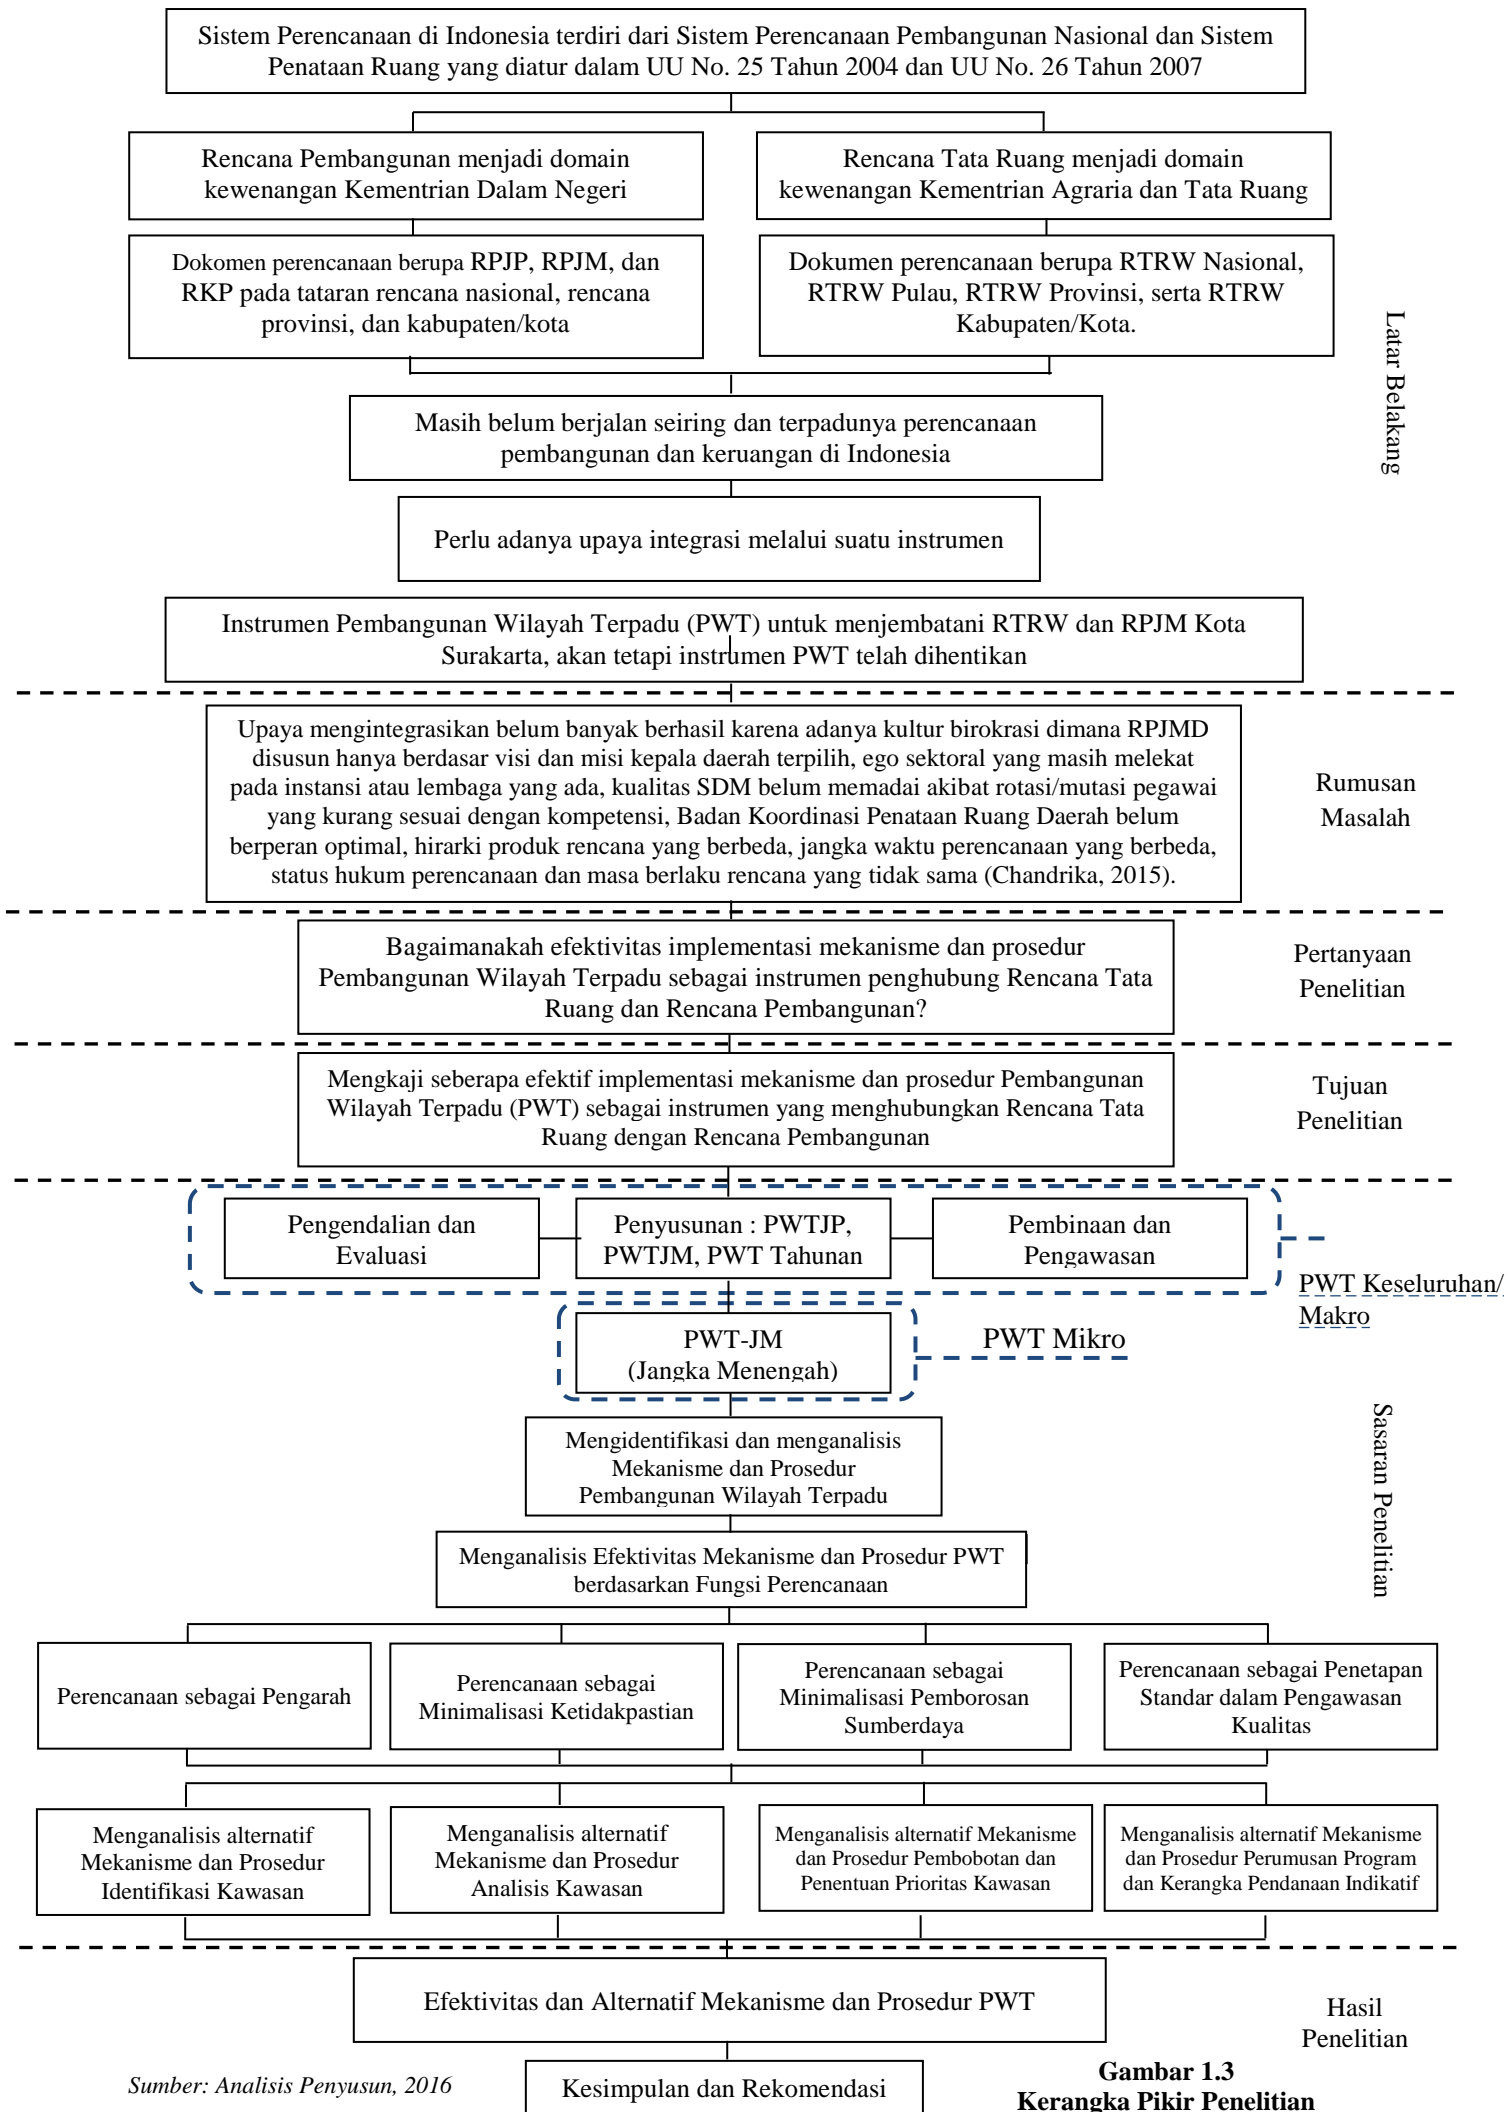 Sistem Perencanaan di Indonesia terdiri dari Sistem Perencanaan Pembangunan Nasional dan Sistem
Penataan Ruang yang diatur dalam UU No. 25 Tahun 2004 dan UU No. 26 Tahun 2007
Rencana Pembangunan menjadi domain
kewenangan Kementrian Dalam Negeri
Rencana Tata Ruang menjadi domain
kewenangan Kementrian Agraria dan Tata Ruang
Dokomen perencanaan berupa RPJP, RPJM, dan
RKP pada tataran rencana nasional, rencana
provinsi, dan kabupaten/kota
Dokumen perencanaan berupa RTRW Nasional,
RTRW Pulau, RTRW Provinsi, serta RTRW
Kabupaten/Kota.
Latar Belakang
Masih belum berjalan seiring dan terpadunya perencanaan
pembangunan dan keruangan di Indonesia
Perlu adanya upaya integrasi melalui suatu instrumen
Instrumen Pembangunan Wilayah Terpadu (PWT) untuk menjembatani RTRW dan RPJM Kota
Surakarta, akan tetapi instrumen PWT telah dihentikan
Upaya mengintegrasikan belum banyak berhasil karena adanya kultur birokrasi dimana RPJMD
disusun hanya berdasar visi dan misi kepala daerah terpilih, ego sektoral yang masih melekat
pada instansi atau lembaga yang ada, kualitas SDM belum memadai akibat rotasi/mutasi pegawai
yang kurang sesuai dengan kompetensi, Badan Koordinasi Penataan Ruang Daerah belum
berperan optimal, hirarki produk rencana yang berbeda, jangka waktu perencanaan yang berbeda,
status hukum perencanaan dan masa berlaku rencana yang tidak sama (Chandrika, 2015).
Rumusan
Masalah
Bagaimanakah efektivitas implementasi mekanisme dan prosedur
Pembangunan Wilayah Terpadu sebagai instrumen penghubung Rencana Tata
Ruang dan Rencana Pembangunan?
Pertanyaan
Penelitian
Mengkaji seberapa efektif implementasi mekanisme dan prosedur Pembangunan
Wilayah Terpadu (PWT) sebagai instrumen yang menghubungkan Rencana Tata
Ruang dengan Rencana Pembangunan
Tujuan
Penelitian
Pengendalian dan
Evaluasi
Penyusunan : PWTJP,
PWTJM, PWT Tahunan
Pembinaan dan
Pengawasan
PWT Keseluruhan/
Makro
PWT-JM
(Jangka Menengah)
PWT Mikro
Mengidentifikasi dan menganalisis
Mekanisme dan Prosedur
Pembangunan Wilayah Terpadu
Sasaran Penelitian
Menganalisis Efektivitas Mekanisme dan Prosedur PWT
berdasarkan Fungsi Perencanaan
Perencanaan sebagai Pengarah
Perencanaan sebagai
Minimalisasi Ketidakpastian
Perencanaan sebagai
Minimalisasi Pemborosan
Sumberdaya
Perencanaan sebagai Penetapan
Standar dalam Pengawasan
Kualitas
Menganalisis alternatif
Mekanisme dan Prosedur
Identifikasi Kawasan
Menganalisis alternatif
Mekanisme dan Prosedur
Analisis Kawasan
Menganalisis alternatif Mekanisme
dan Prosedur Pembobotan dan
Penentuan Prioritas Kawasan
Menganalisis alternatif Mekanisme
dan Prosedur Perumusan Program
dan Kerangka Pendanaan Indikatif
Efektivitas dan Alternatif Mekanisme dan Prosedur PWT
Hasil
Penelitian
Kesimpulan dan Rekomendasi
Sumber: Analisis Penyusun, 2016
Gambar 1.3
Kerangka Pikir Penelitian